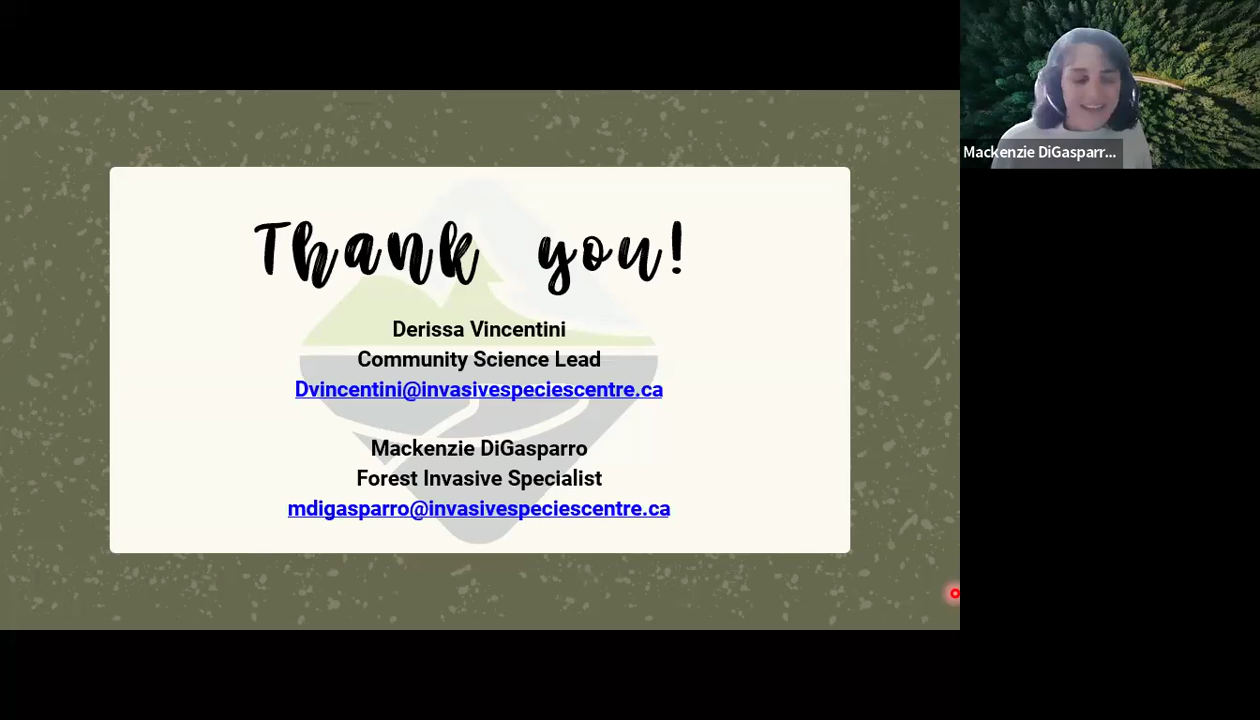 Thank you!
Derissa Vincentini
Community Science Lead
Dvincentini@invasivespeciescentre.ca
Mackenzie DiGasparro
Forest Invasive Specialist
mdigasparro@invasivespeciescentre.ca
Mackenzie DiGasparr...